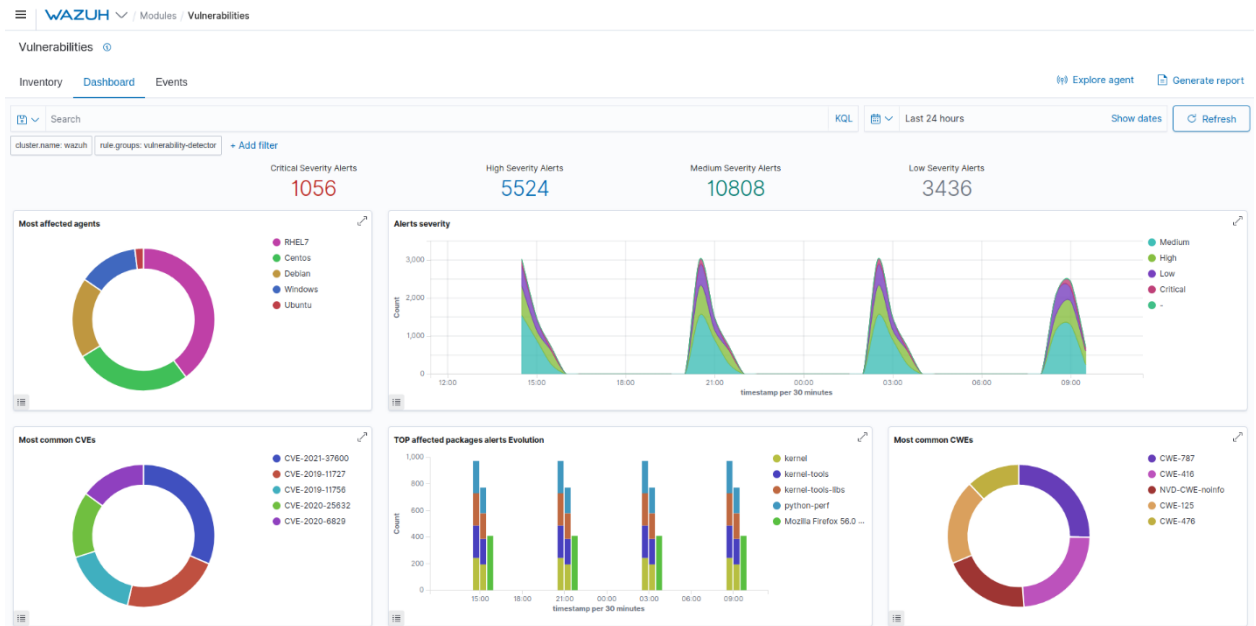 WAZUH / Modules / Vulnerabilities
Vulnerabilities
Inventory Dashboard Events
Explore agent Generate report
Search KQL Last 24 hours Show dates Refresh
cluster.name: wazuh rule.groups: vulnerability-detector + Add filter
Critical Severity Alerts High Severity Alerts Medium Severity Alerts Low Severity Alerts
1056 5524 10808 3436
Most affected agents
RHEL7
Centos
Debian
Windows
Ubuntu
Alerts severity
Medium
High
Low
Critical
-
3,000
2,000
1,000
0
Count
12:00 15:00 18:00 21:00 00:00 03:00 06:00 09:00
timestamp per 30 minutes
Most common CVEs
CVE-2021-37600
CVE-2019-11727
CVE-2019-11756
CVE-2020-25632
CVE-2020-6829
TOP affected packages alerts Evolution
1,000
800
600
400
200
0
Count
15:00 18:00 21:00 00:00 03:00 06:00 09:00
timestamp per 30 minutes
kernel
kernel-tools
kernel-tools-libs
python-perf
Mozilla Firefox 56.0 ...
Most common CWEs
CWE-787
CWE-416
NVD-CWE-noinfo
CWE-125
CWE-476